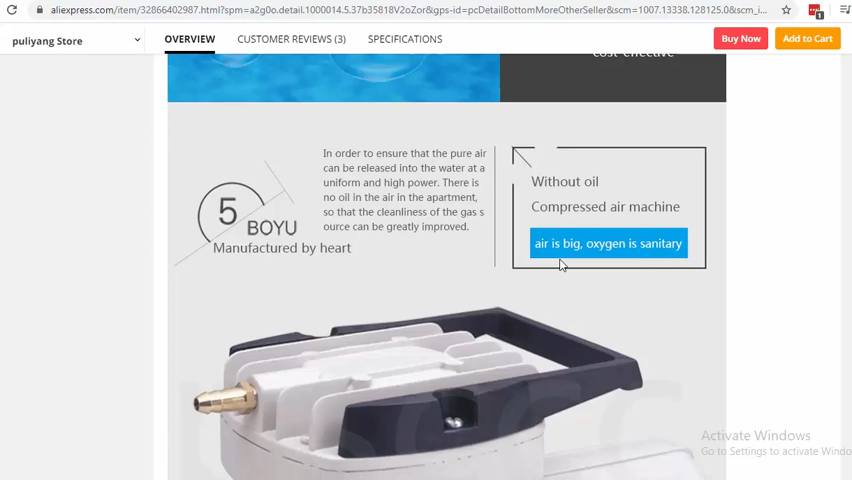 aliexpress.com/item/32866402987.html?spm=a2g0o.detail.1000014.5.37b35818V2oZor&gps-id=pcDetailBottomMoreOtherSeller&scm=1007.13338.128125.0&scm_i...
1
puliyang Store
OVERVIEW
CUSTOMER REVIEWS (3)
SPECIFICATIONS
Buy Now
Add to Cart
cost-effective
5 BOYU
Manufactured by heart
In order to ensure that the pure air
can be released into the water at a
uniform and high power. There is
no oil in the air in the apartment,
so that the cleanliness of the gas s
ource can be greatly improved.
Without oil
Compressed air machine
air is big, oxygen is sanitary
Activate Windows
Go to Settings to activate Windo